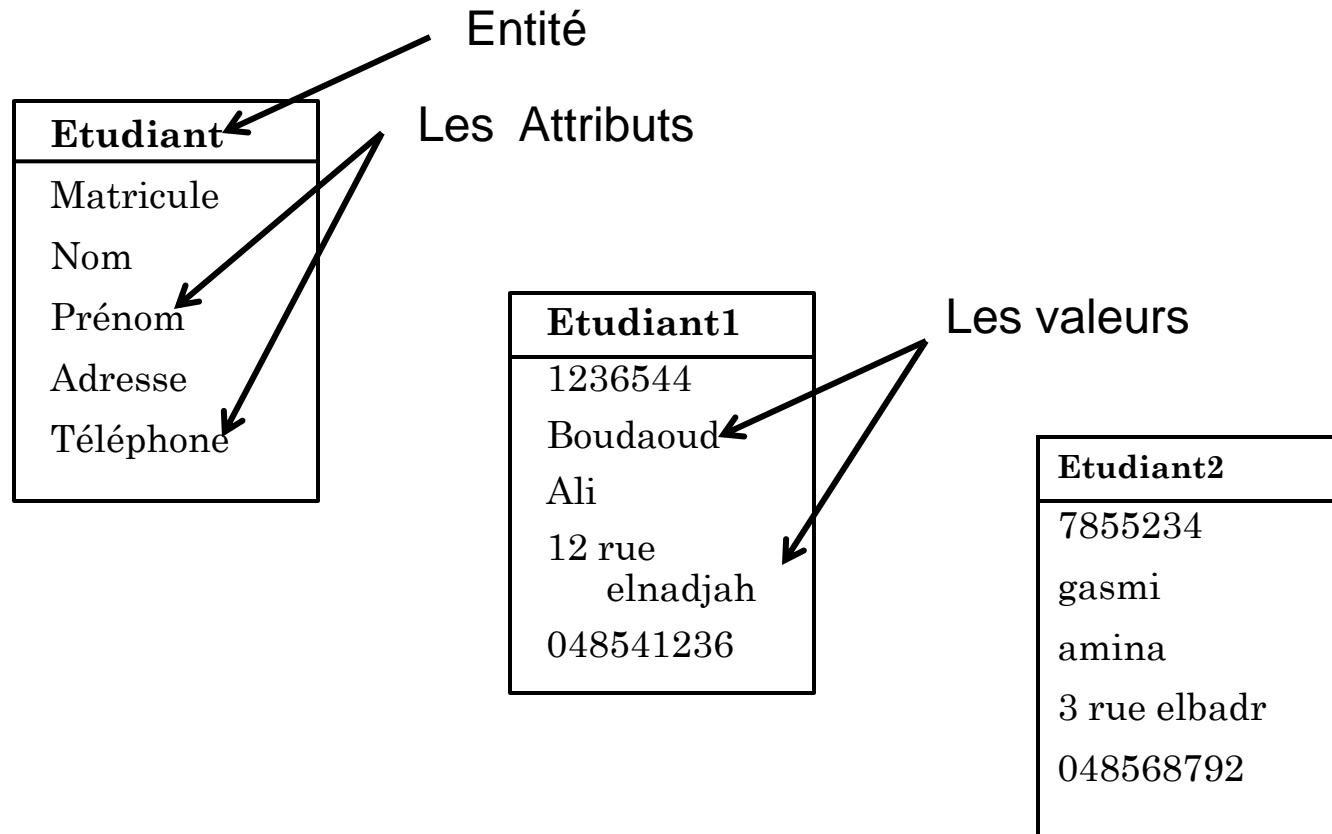 Entité
Les Attributs
Etudiant
Matricule
Nom
Prénom
Adresse
Téléphone
Les valeurs
Etudiant1
1236544
Boudaoud
Ali
12 rue
elnadjah
048541236
Etudiant2
7855234
gasmi
amina
3 rue elbadr
048568792